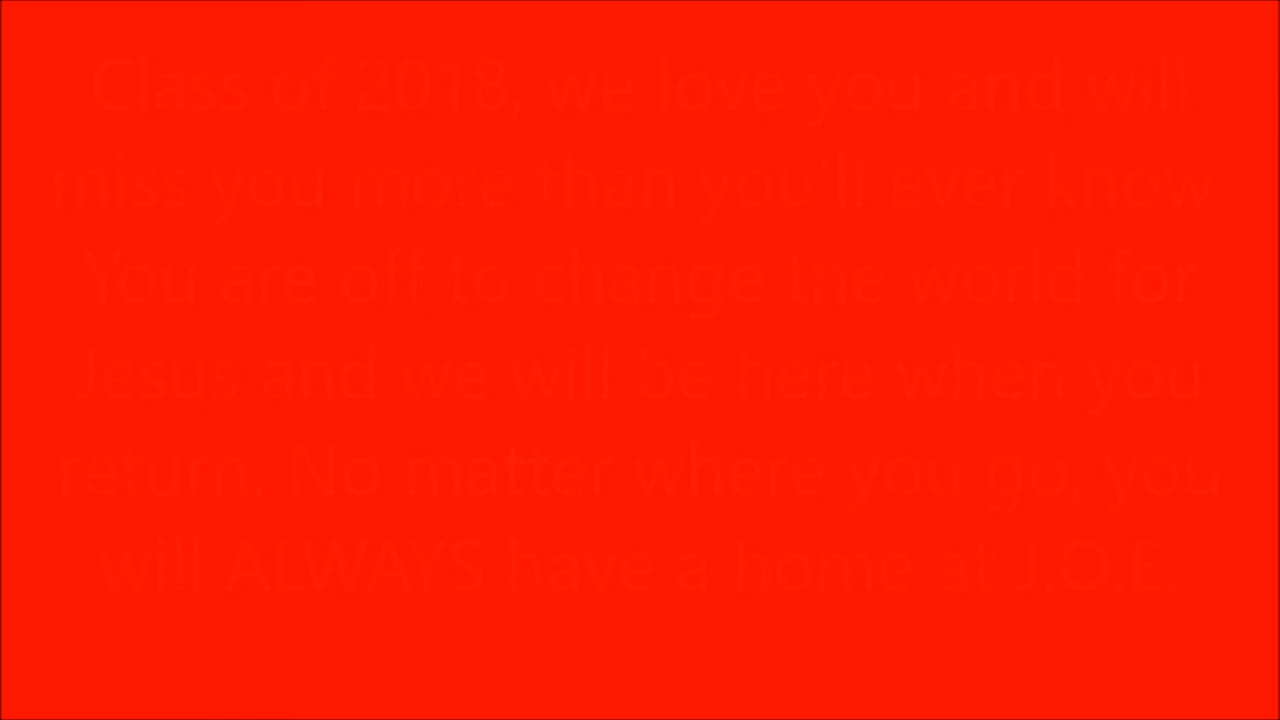 Class of 2018, we love you and will
miss you more than you'll ever know.
You are off to change the world for
Jesus and we will be here when you
return. No matter where you go, you
will ALWAYS have a home at J.O.E.